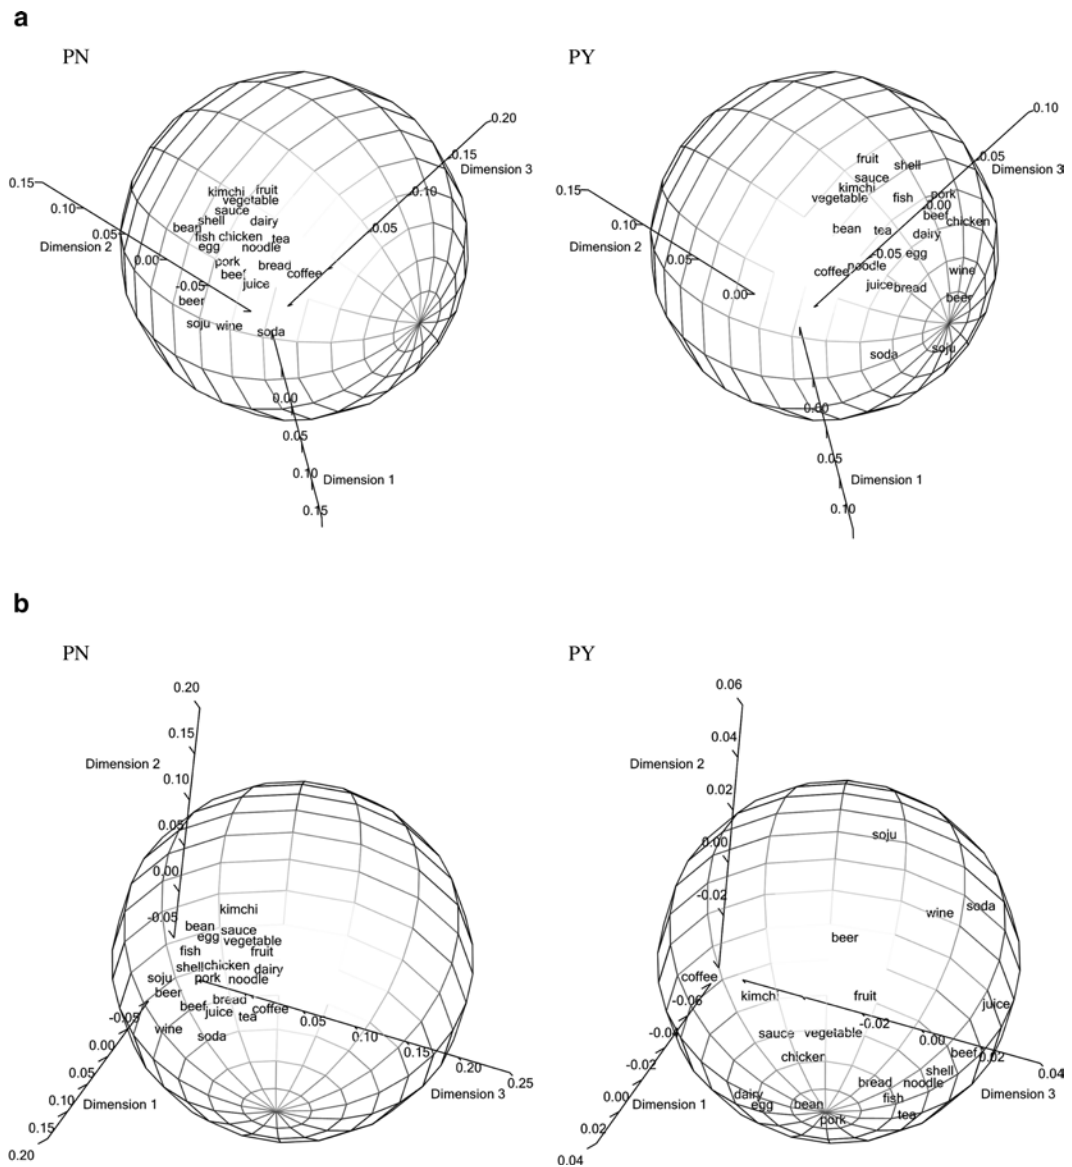 a
PN
PY
0.20
0.15
Dimension 3
0.10
0.05
0.15
0.10
0.05
Dimension 2
0.00
-0.05
kimchi
fruit
vegetable
sauce
shell
dairy
bean
fish
chicken
tea
egg
noodle
pork
bread
beef
coffee
juice
beer
soju
wine
soda
0.00
0.05
0.10
Dimension 1
0.15
0.10
0.05
Dimension 3
0.00
-0.05
0.15
0.10
Dimension 2
0.05
0.00
fruit
shell
sauce
kimchi
vegetable
fish
pork
beef
chicken
bean
tea
dairy
egg
noodle
coffee
wine
juice
bread
beer
soda
soju
0.00
0.05
Dimension 1
0.10
b
PN
PY
0.20
0.15
Dimension 2
0.10
0.05
0.00
-0.05
kimchi
bean
sauce
egg
vegetable
fish
fruit
shell
chicken
dairy
soju
pork
noodle
beer
bread
beef
juice
coffee
tea
wine
soda
-0.05
0.00
0.05
0.10
Dimension 1
0.15
0.20
0.05
0.10
0.15
0.20
0.25
Dimension 3
0.06
0.04
Dimension 2
0.02
0.00
-0.02
soju
wine
soda
beer
coffee
kimchi
fruit
juice
sauce
vegetable
chicken
beef
shell
bread
noodle
dairy
fish
egg
bean
tea
pork
-0.06
-0.04
-0.02
0.00
Dimension 1
0.02
0.04
-0.02
0.00
0.02
0.04
Dimension 3